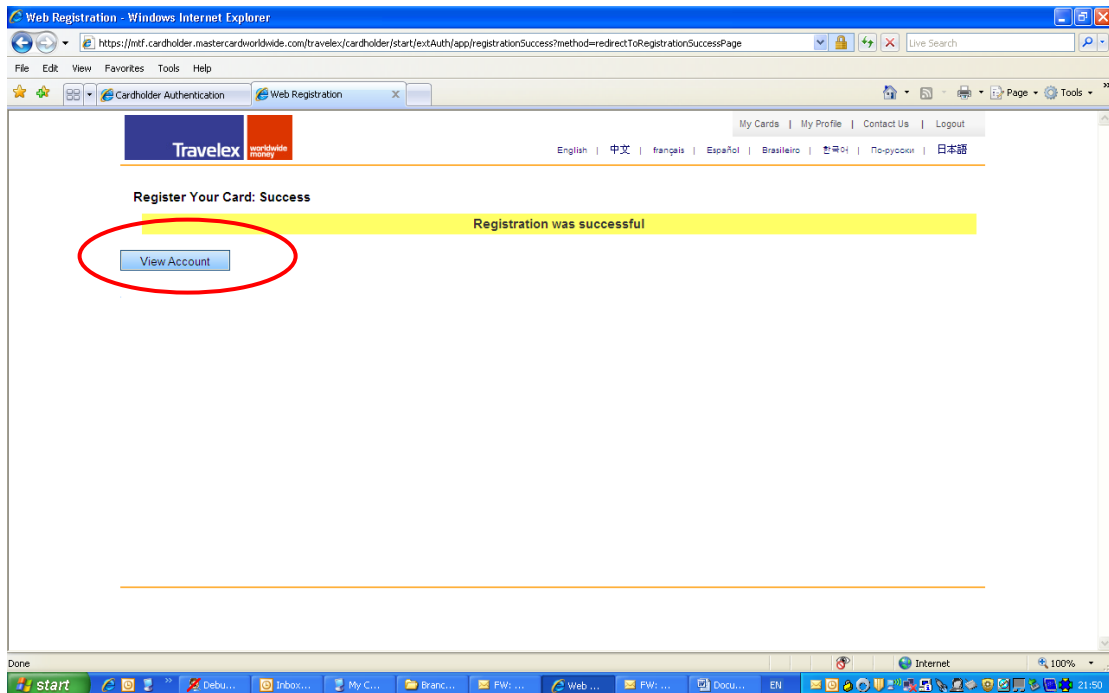 Web Registration - Windows Internet Explorer
https://mtf.cardholder.mastercardworldwide.com/travelex/cardholder/start/extAuth/app/registrationSuccess?method=redirectToRegistrationSuccessPage
Live Search
File Edit View Favorites Tools Help
Cardholder Authentication
Web Registration
Page Tools
My Cards | My Profile | Contact Us | Logout
Travelex worldwide money
English | 中文 | français | Español | Brasileiro | 한국어 | По-русски | 日本語
Register Your Card: Success
Registration was successful
View Account
Done
Internet
100%
start
Debu...
Inbox...
My C...
Branc...
FW: ...
Web ...
FW: ...
Docu...
EN
21:50